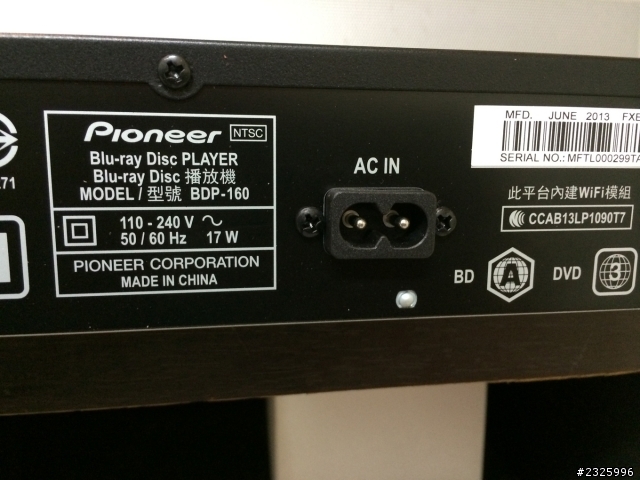 Pioneer NTSC
Blu-ray Disc PLAYER
Blu-ray Disc 播放機
MODEL / 型號 BDP-160
110 - 240 V
50 / 60 Hz 17 W
PIONEER CORPORATION
MADE IN CHINA
AC IN
MFD. JUNE 2013 FXE
SERIAL NO.: MFTL000299TA
此平台內建WiFi模組
CCAB13LP1090T7
BD A DVD 3
71
#2325996